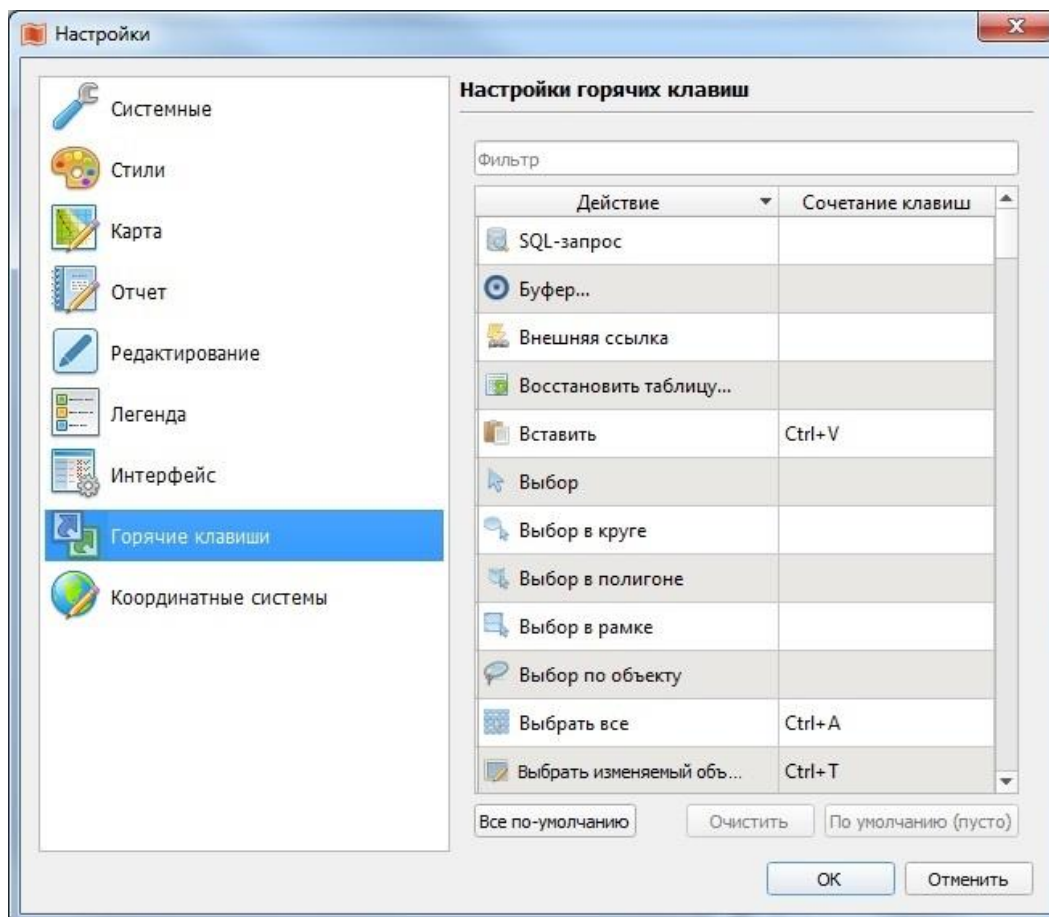 Настройки
Системные
Стили
Карта
Отчет
Редактирование
Легенда
Интерфейс
Горячие клавиши
Координатные системы
Настройки горячих клавиш
Фильтр
Действие Сочетание клавиш
SQL-запрос
Буфер...
Внешняя ссылка
Восстановить таблицу...
Вставить Ctrl+V
Выбор
Выбор в круге
Выбор в полигоне
Выбор в рамке
Выбор по объекту
Выбрать все Ctrl+A
Выбрать изменяемый объ... Ctrl+T
Все по-умолчанию Очистить По умолчанию (пусто)
OK Отменить